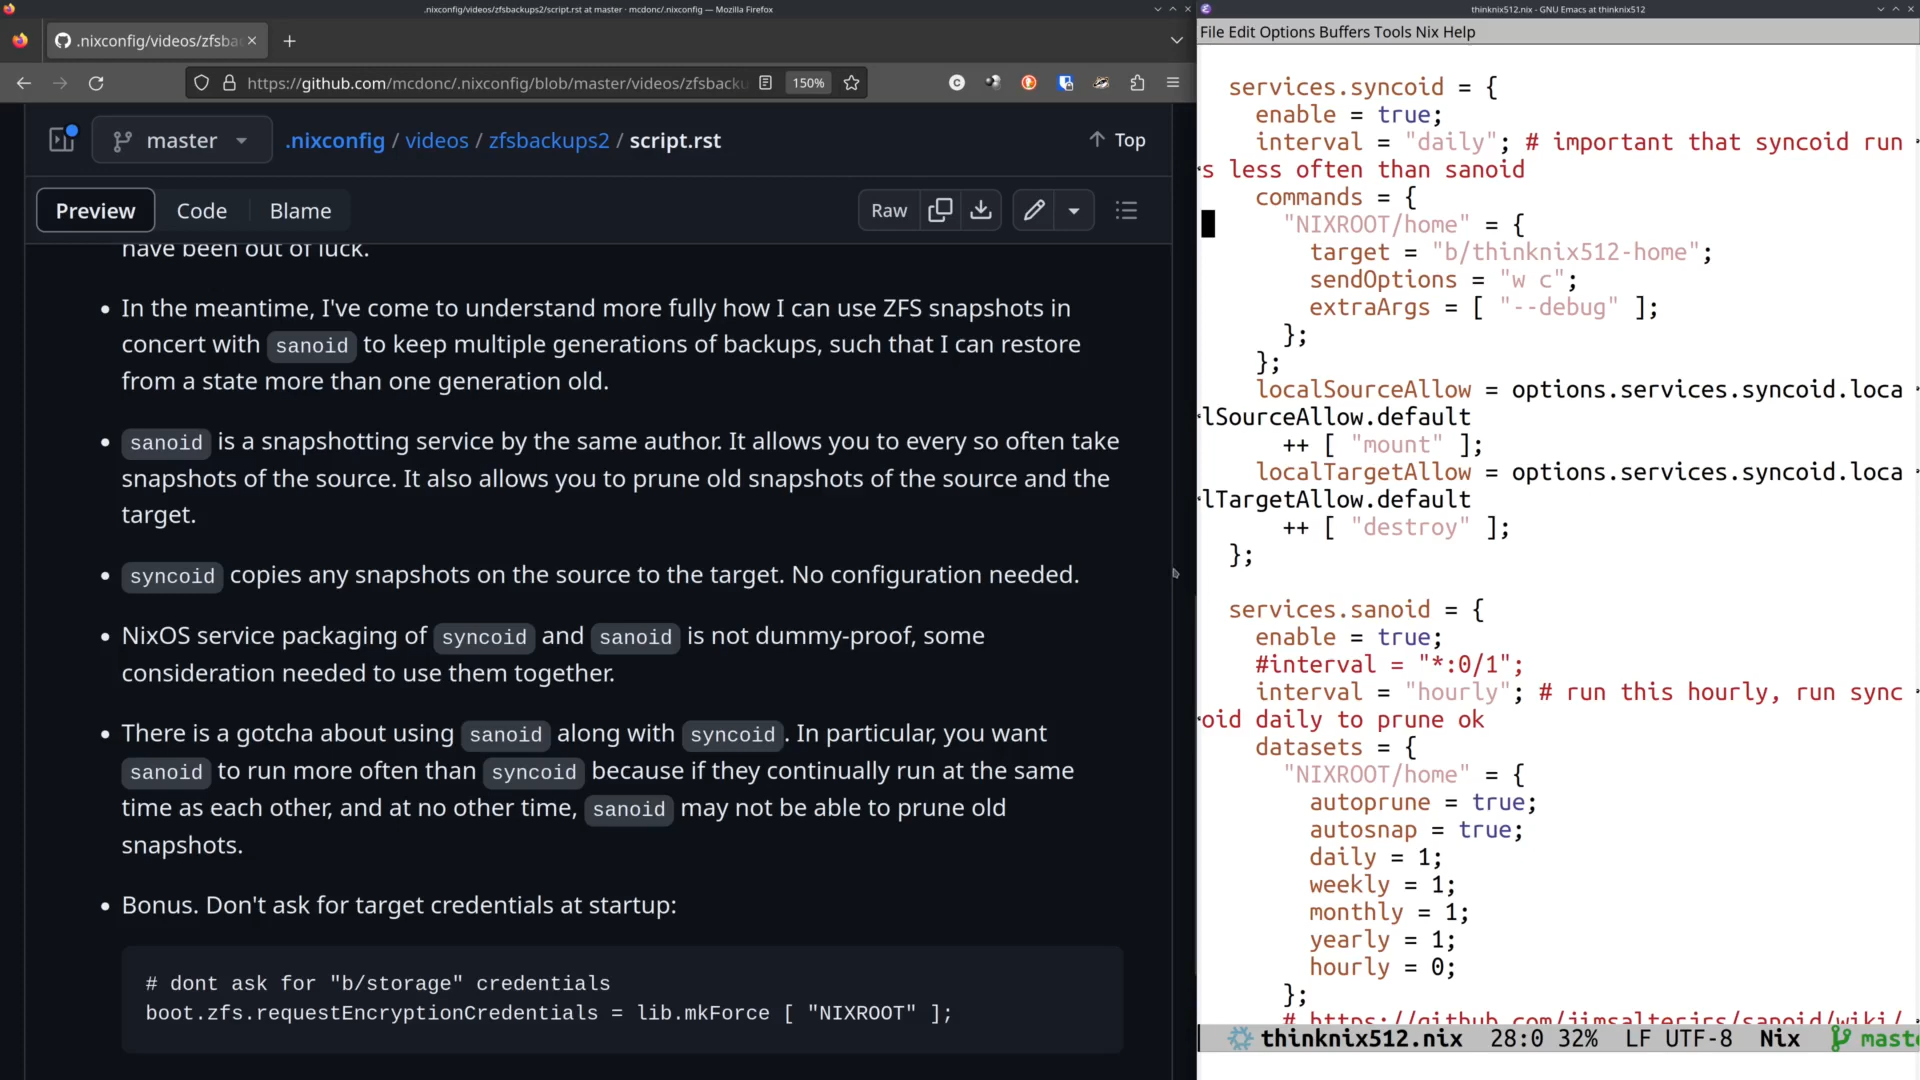 .nixconfig/videos/zfsbackups2/script.rst at master · mcdonc/.nixconfig — Mozilla Firefox
.nixconfig/videos/zfsba
https://github.com/mcdonc/.nixconfig/blob/master/videos/zfsbacku
150%
master
.nixconfig / videos / zfsbackups2 / script.rst
Top
Preview
Code
Blame
Raw
have been out of luck.
• In the meantime, I've come to understand more fully how I can use ZFS snapshots in
concert with sanoid to keep multiple generations of backups, such that I can restore
from a state more than one generation old.
• sanoid is a snapshotting service by the same author. It allows you to every so often take
snapshots of the source. It also allows you to prune old snapshots of the source and the
target.
• syncoid copies any snapshots on the source to the target. No configuration needed.
• NixOS service packaging of syncoid and sanoid is not dummy-proof, some
consideration needed to use them together.
• There is a gotcha about using sanoid along with syncoid. In particular, you want
sanoid to run more often than syncoid because if they continually run at the same
time as each other, and at no other time, sanoid may not be able to prune old
snapshots.
• Bonus. Don't ask for target credentials at startup:
# dont ask for "b/storage" credentials
boot.zfs.requestEncryptionCredentials = lib.mkForce [ "NIXROOT" ];
thinknix512.nix - GNU Emacs at thinknix512
File Edit Options Buffers Tools Nix Help
services.syncoid = {
enable = true;
interval = "daily"; # important that syncoid run
s less often than sanoid
commands = {
"NIXROOT/home" = {
target = "b/thinknix512-home";
sendOptions = "w c";
extraArgs = [ "--debug" ];
};
};
localSourceAllow = options.services.syncoid.loca
lSourceAllow.default
++ [ "mount" ];
localTargetAllow = options.services.syncoid.loca
lTargetAllow.default
++ [ "destroy" ];
};
services.sanoid = {
enable = true;
#interval = "*:0/1";
interval = "hourly"; # run this hourly, run sync
oid daily to prune ok
datasets = {
"NIXROOT/home" = {
autoprune = true;
autosnap = true;
daily = 1;
weekly = 1;
monthly = 1;
yearly = 1;
hourly = 0;
};
# https://github.com/jimsalterjrs/sanoid/wiki/
thinknix512.nix 28:0 32% LF UTF-8 Nix maste